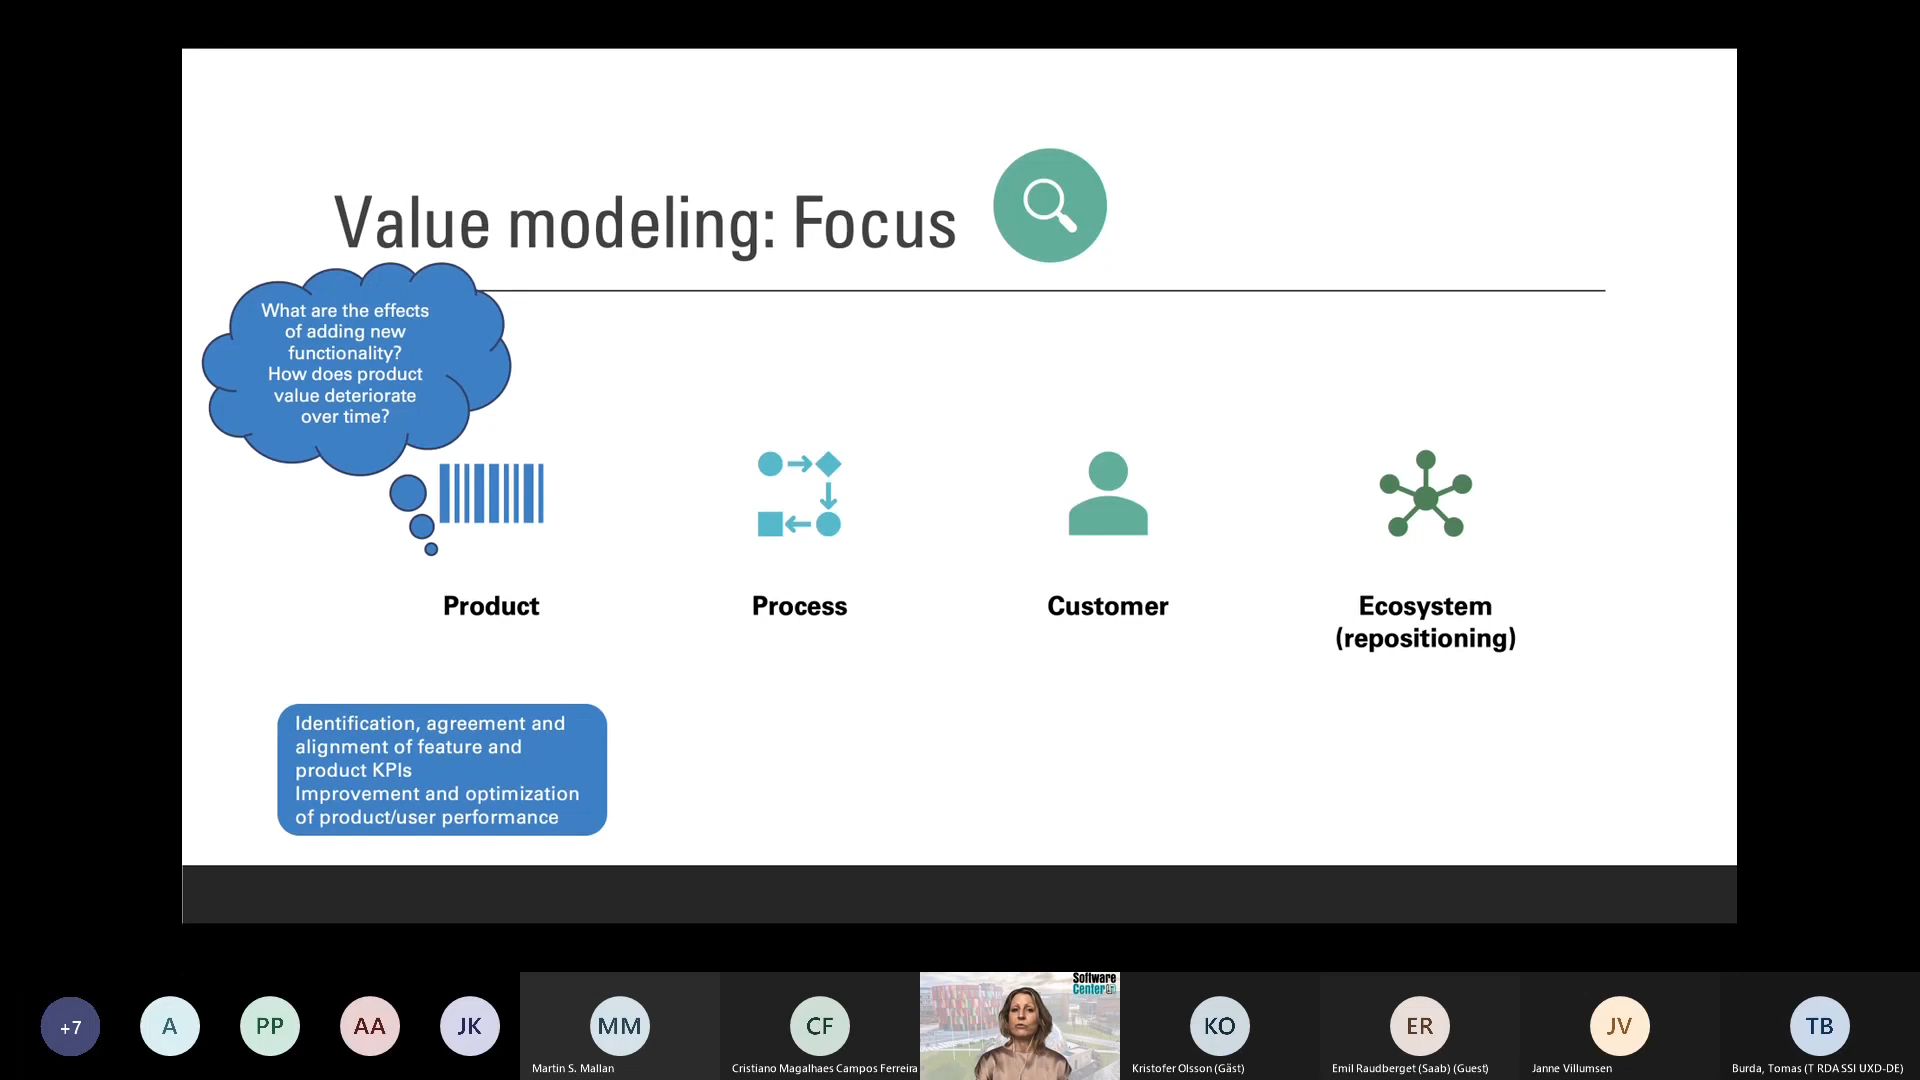 Value modeling: Focus
What are the effects
of adding new
functionality?
How does product
value deteriorate
over time?
Product
Process
Customer
Ecosystem
(repositioning)
Identification, agreement and
alignment of feature and
product KPIs
Improvement and optimization
of product/user performance
+7
A
PP
AA
JK
MM
Martin S. Mallan
CF
Cristiano Magalhaes Campos Ferreira
Software
Center
KO
Kristofer Olsson (Gäst)
ER
Emil Raudberget (Saab) (Guest)
JV
Janne Villumsen
TB
Burda, Tomas (T RDA SSI UXD-DE)